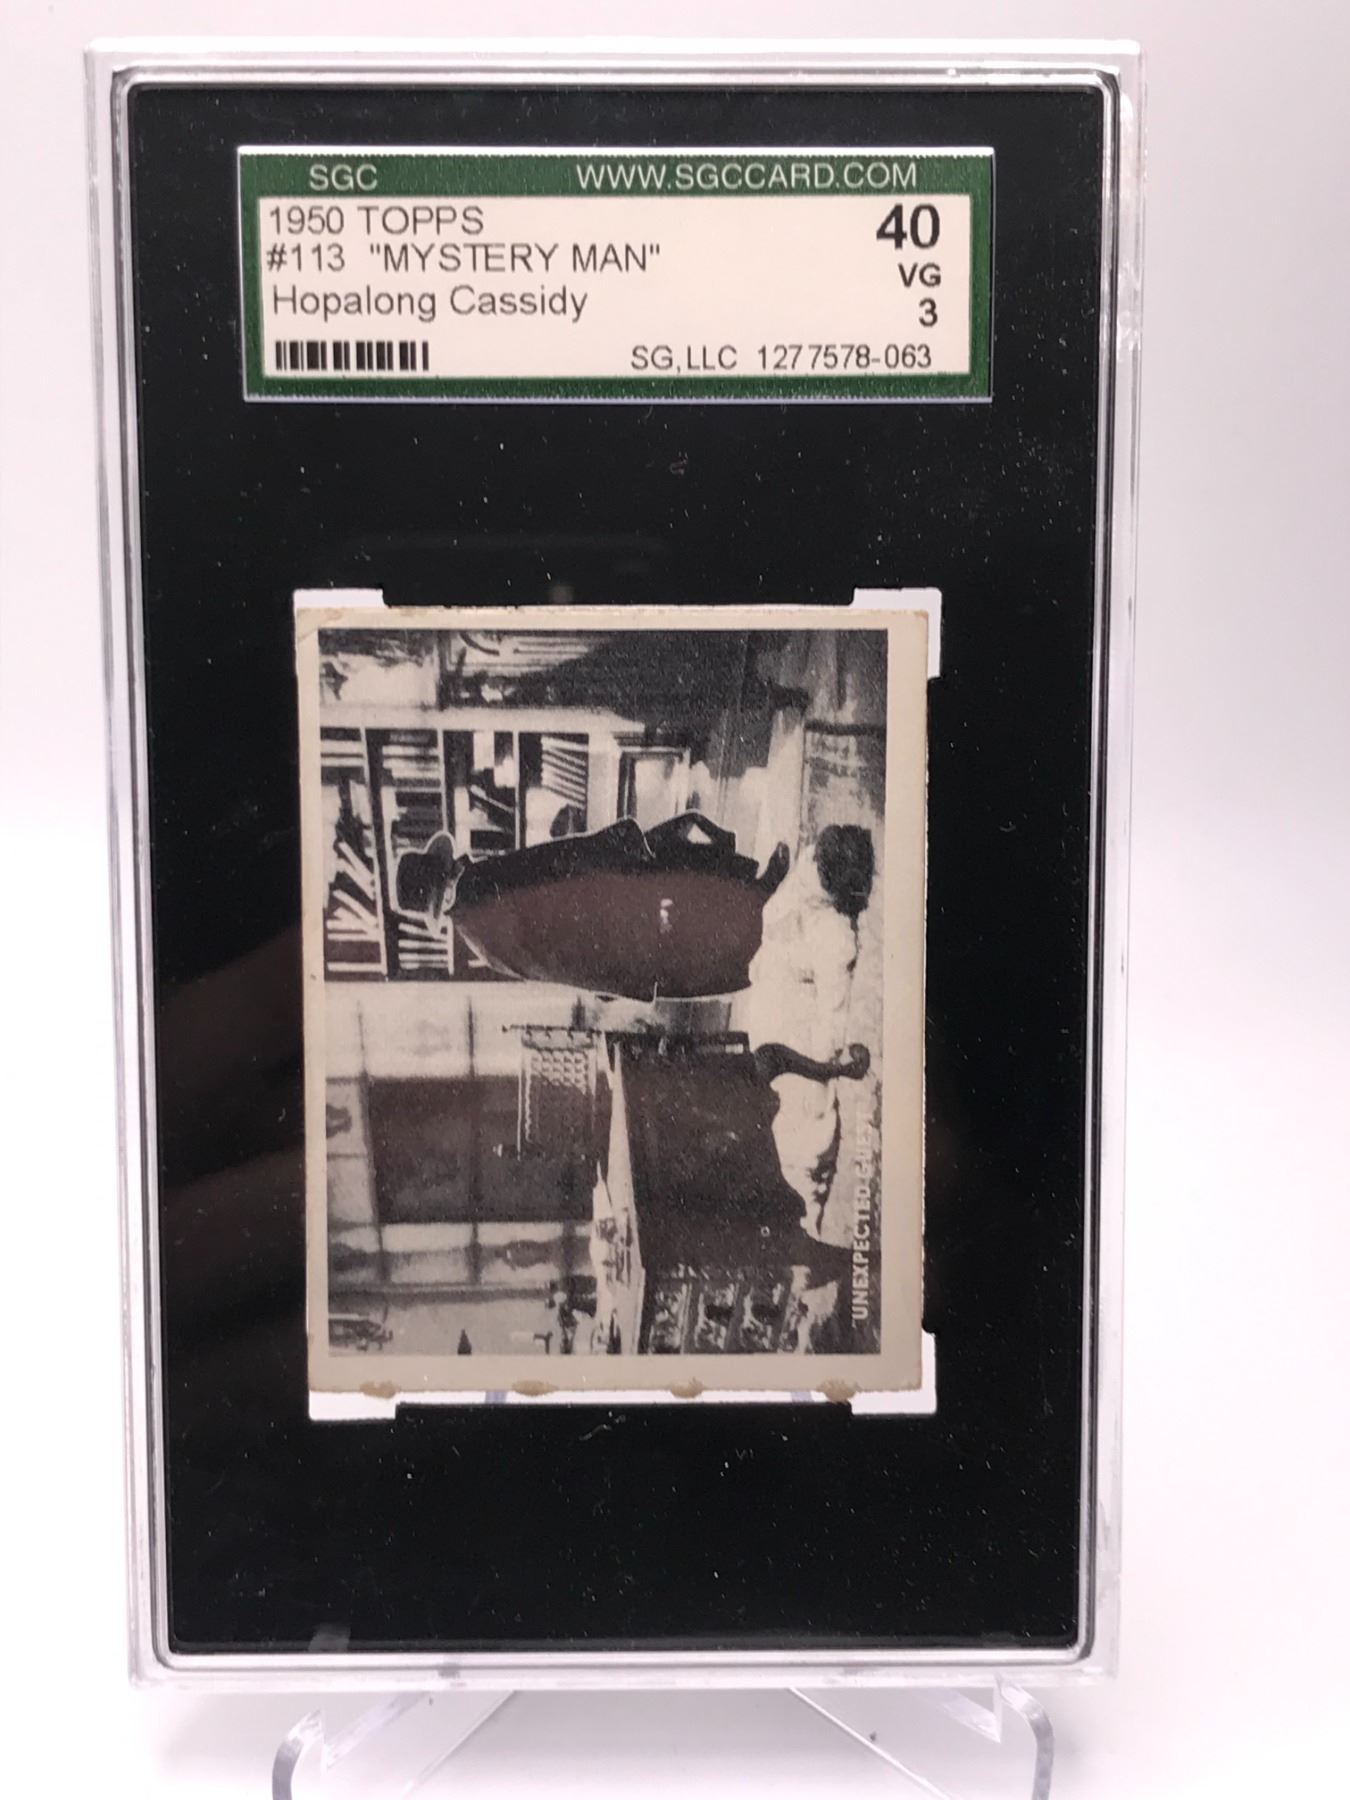 SGC WWW.SGCCARD.COM
1950 TOPPS 40
#113 "MYSTERY MAN" VG
Hopalong Cassidy 3
SG,LLC 1277578-063
"UNEXPECTED GUEST"